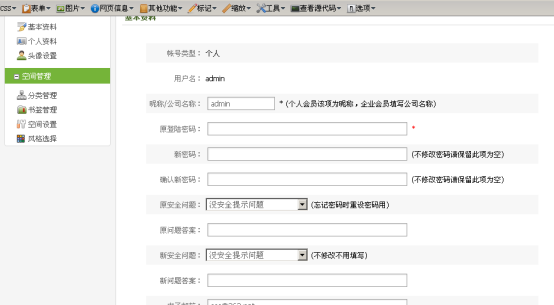 CSS▾ 表单▾ 图片▾ 网页信息▾ 其他功能▾ 标记▾ 缩放▾ 工具▾ 查看源代码▾ 选项▾
基本资料
基本资料
个人资料
头像设置
空间管理
分类管理
书签管理
空间设置
风格选择
帐号类型： 个人
用户名： admin
昵称/公司名称： admin * (个人会员该项为昵称，企业会员填写公司名称)
原登陆密码： *
新密码： (不修改密码请保留此项为空)
确认新密码： (不修改密码请保留此项为空)
原安全问题： 没安全提示问题 (忘记密码时重设密码用)
原问题答案：
新安全问题： 没安全提示问题 (不修改不用填写)
新问题答案：